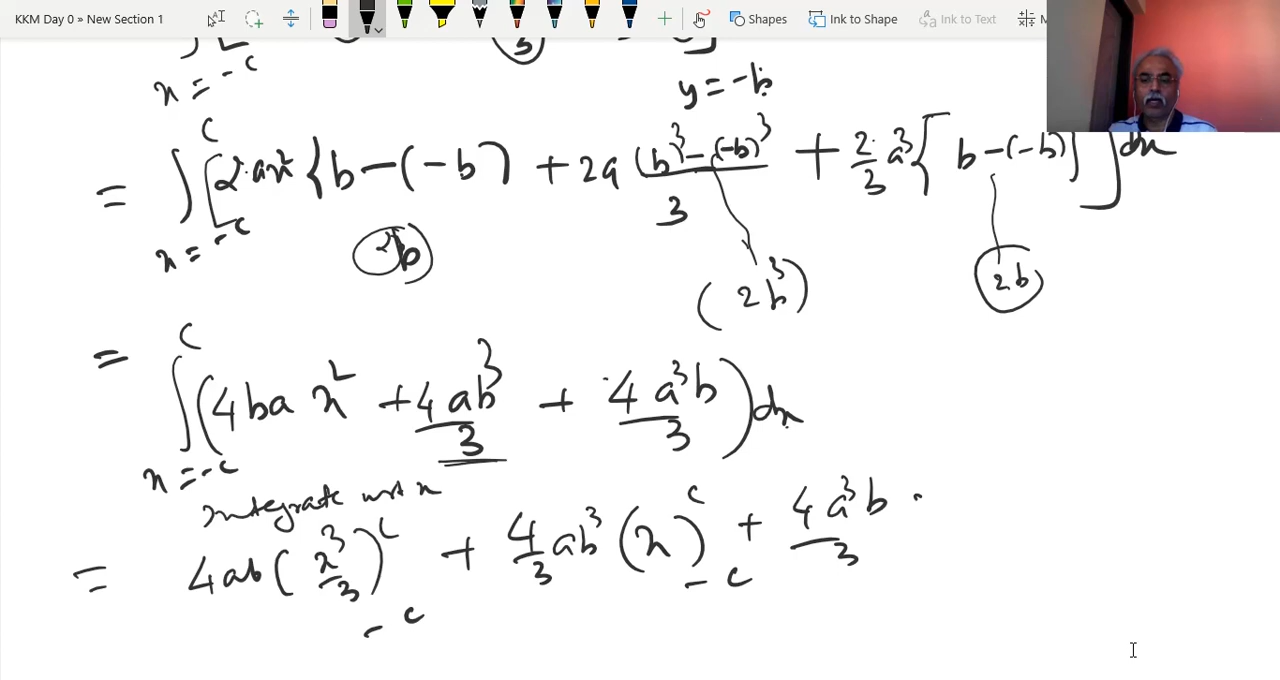 KKM Day 0 » New Section 1
Shapes
Ink to Shape
Ink to Text
M
x = -c
3
y = -b
= ∫_{x=-c}^{c} [2·ax² {b-(-b) + 2a (b³-(-b)³)/3 + 2/3 a³ { b-(-b) } ] dx
2b
(2b³)
2b
= ∫_{x=-c}^{c} (4ba x² + 4ab³/3 + 4a³b/3) dx
Integrate wrt x
= 4ab (x³/3)_{-c}^{c} + 4/3 ab³ (x)_{-c}^{c} + 4a³b/3 ·